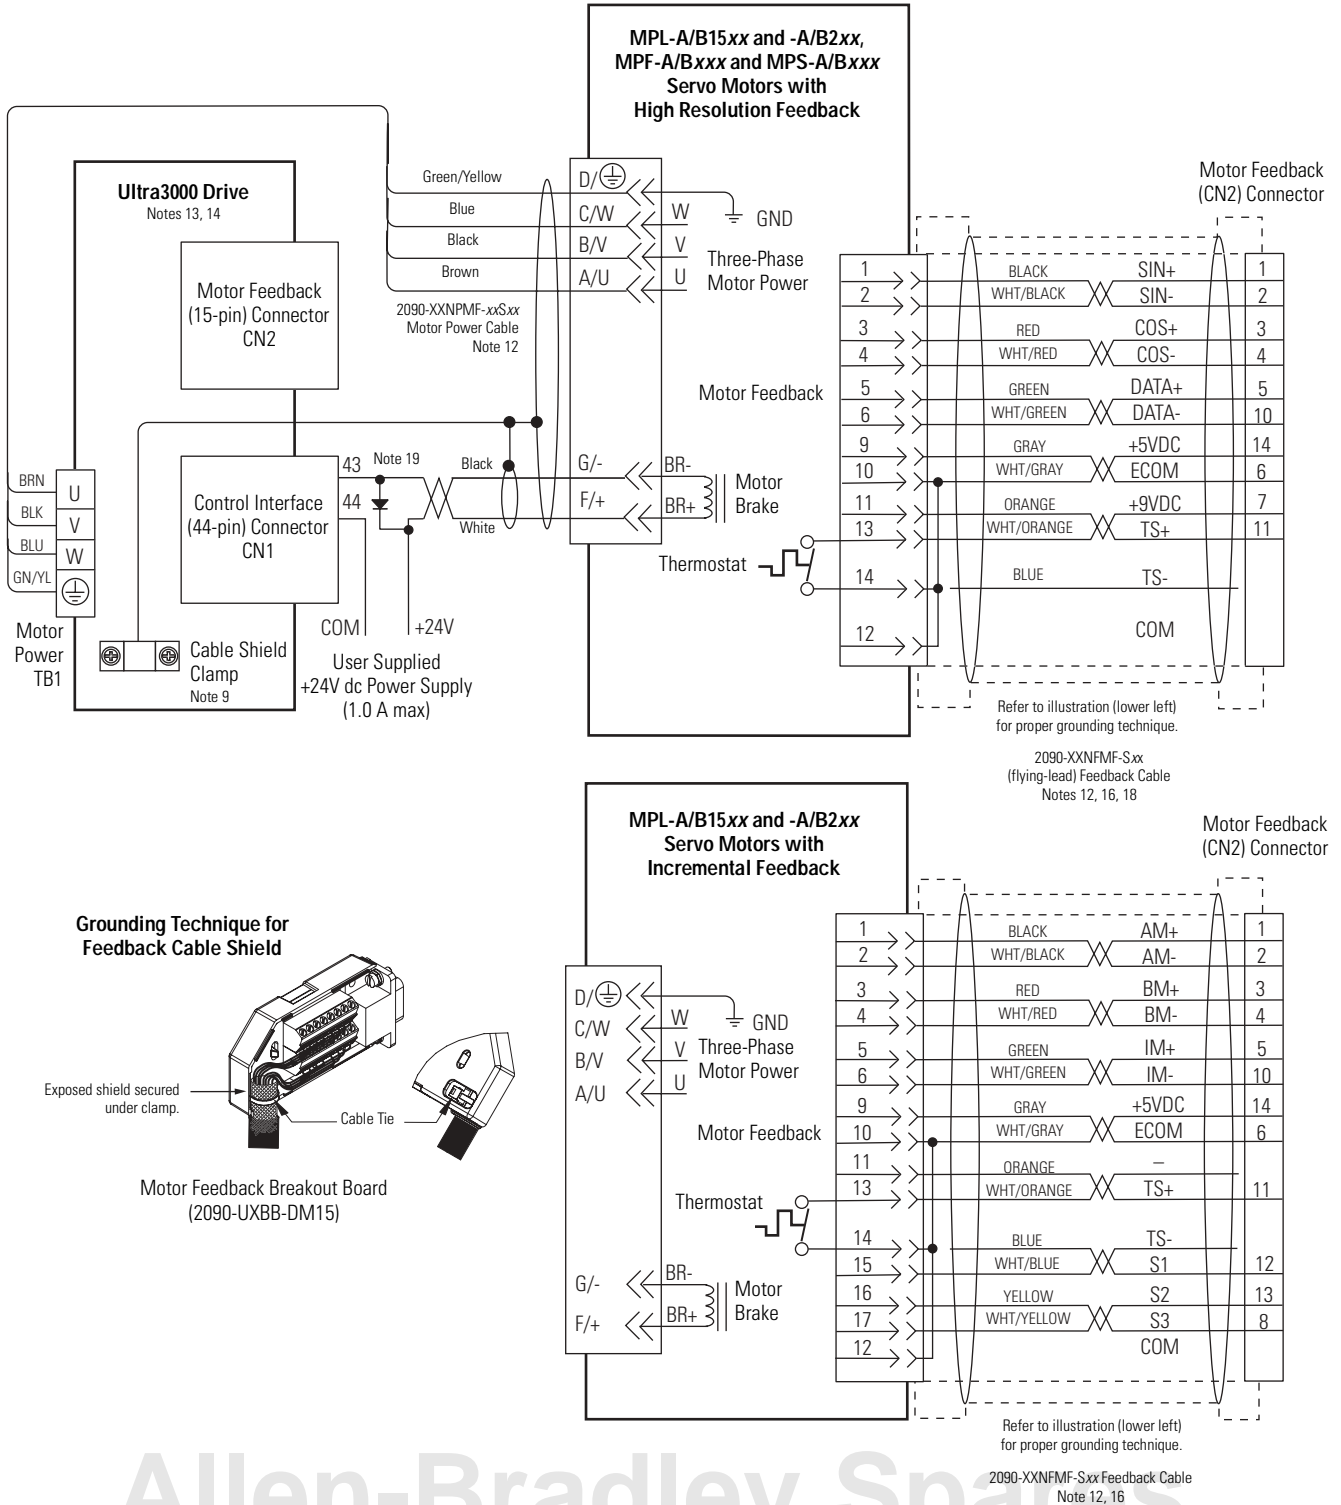 MPL-A/B15xx and -A/B2xx,
MPF-A/Bxxx and MPS-A/Bxxx
Servo Motors with
High Resolution Feedback
Ultra3000 Drive
Notes 13, 14
Motor Feedback
(15-pin) Connector
CN2
Control Interface
(44-pin) Connector
CN1
Cable Shield
Clamp
Note 9
BRN
BLK
BLU
GN/YL
U
V
W
Motor
Power
TB1
Green/Yellow
Blue
Black
Brown
2090-XXNPMF-xxSxx
Motor Power Cable
Note 12
43
44
Note 19
Black
White
COM
+24V
User Supplied
+24V dc Power Supply
(1.0 A max)
D/
C/W
B/V
A/U
G/-
F/+
W
V
U
GND
Three-Phase
Motor Power
BR-
BR+
Motor
Brake
Motor Feedback
Thermostat
Motor Feedback
(CN2) Connector
1 BLACK SIN+ 1
2 WHT/BLACK SIN- 2
3 RED COS+ 3
4 WHT/RED COS- 4
5 GREEN DATA+ 5
6 WHT/GREEN DATA- 10
9 GRAY +5VDC 14
10 WHT/GRAY ECOM 6
11 ORANGE +9VDC 7
13 WHT/ORANGE TS+ 11
14 BLUE TS-
12 COM
Refer to illustration (lower left)
for proper grounding technique.
2090-XXNFMF-Sxx
(flying-lead) Feedback Cable
Notes 12, 16, 18
MPL-A/B15xx and -A/B2xx
Servo Motors with
Incremental Feedback
Motor Feedback
(CN2) Connector
Grounding Technique for
Feedback Cable Shield
Exposed shield secured
under clamp.
Cable Tie
Motor Feedback Breakout Board
(2090-UXBB-DM15)
D/
C/W
B/V
A/U
G/-
F/+
W
V
U
GND
Three-Phase
Motor Power
Motor Feedback
Thermostat
BR-
BR+
Motor
Brake
1 BLACK AM+ 1
2 WHT/BLACK AM- 2
3 RED BM+ 3
4 WHT/RED BM- 4
5 GREEN IM+ 5
6 WHT/GREEN IM- 10
9 GRAY +5VDC 14
10 WHT/GRAY ECOM 6
11 ORANGE –
13 WHT/ORANGE TS+ 11
14 BLUE TS-
15 WHT/BLUE S1 12
16 YELLOW S2 13
17 WHT/YELLOW S3 8
12 COM
Refer to illustration (lower left)
for proper grounding technique.
2090-XXNFMF-Sxx Feedback Cable
Note 12, 16
Allen-Bradley Spares